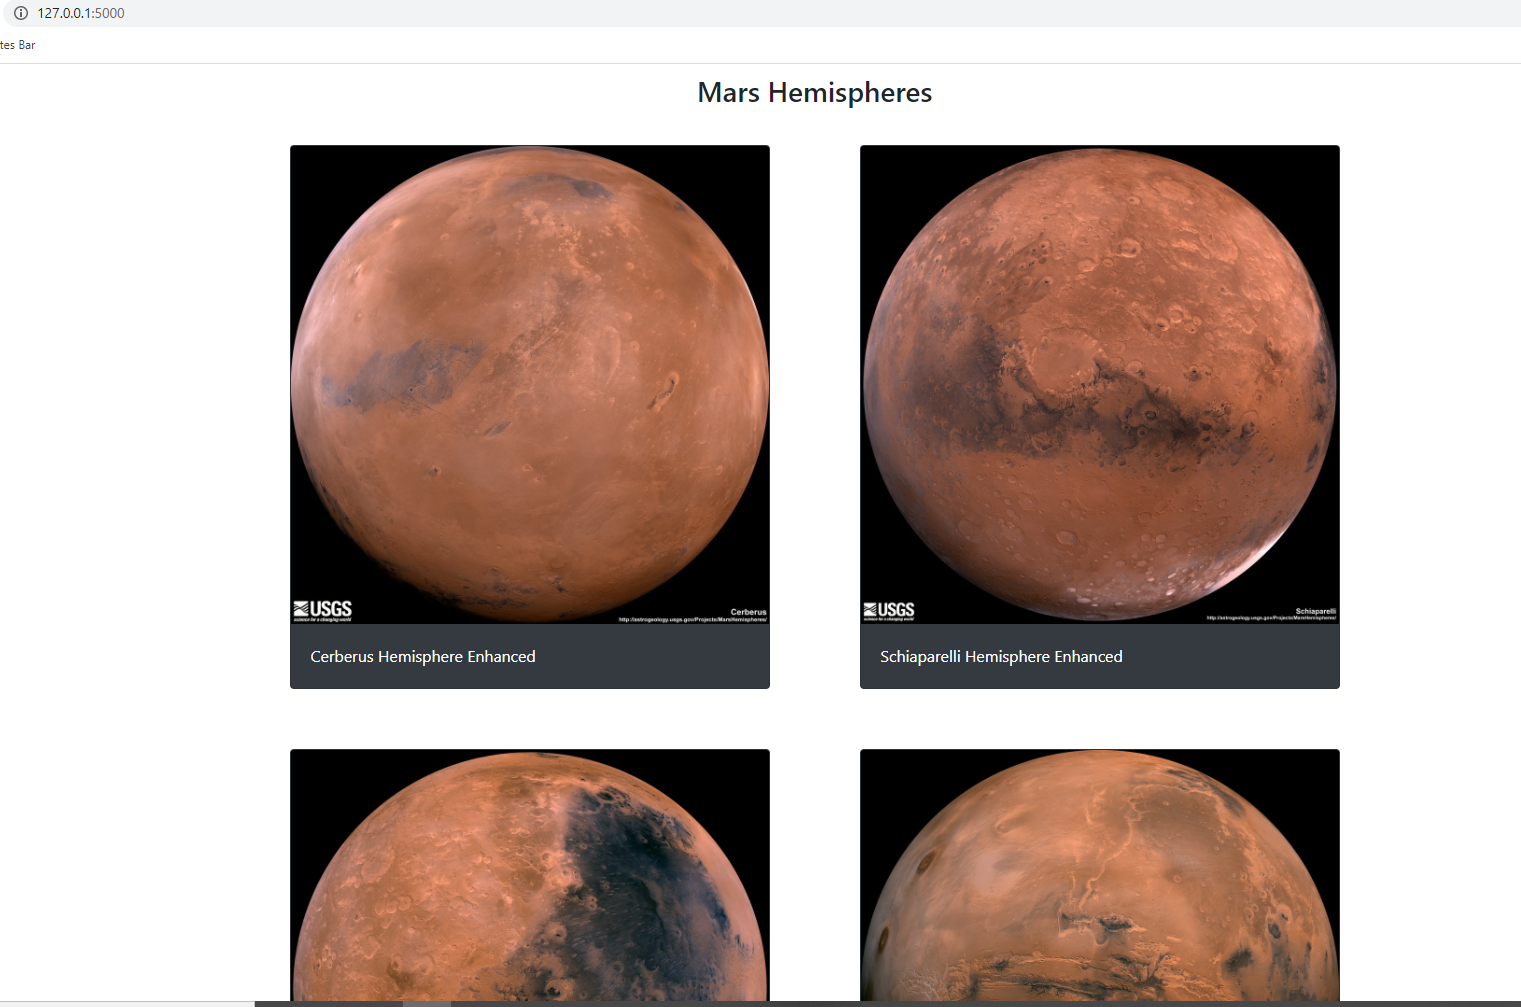 127.0.0.1:5000
tes Bar
Mars Hemispheres
USGS
science for a changing world
Cerberus
http://astrogeology.usgs.gov/Projects/MarsHemispheres/
USGS
science for a changing world
Schiaparelli
http://astrogeology.usgs.gov/Projects/MarsHemispheres/
Cerberus Hemisphere Enhanced
Schiaparelli Hemisphere Enhanced